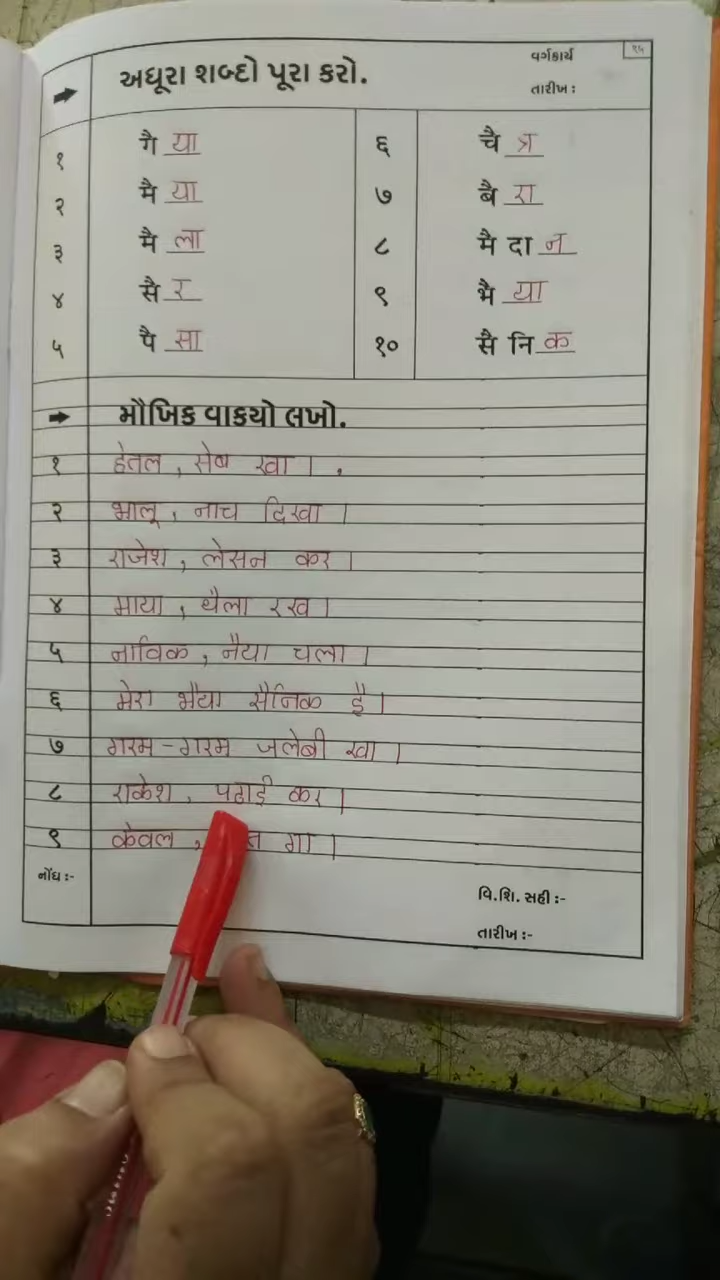 અધૂરા શબ્દો પૂરા કરો.
વર્ગકાર્ય
૧૫
તારીખ :
१ गै या
२ मै या
३ मै ला
४ सै र
५ पै सा
६ चै त्र
७ बै रा
८ मै दा न
९ भै या
१० सै नि क
મૌખિક વાક્યો લખો.
१ हेतल , सेब खा ।
२ भालू , नाच दिखा ।
३ राजेश , लेसन कर ।
४ माया , थैला रख ।
५ नाविक , नैया चला ।
६ मेरा भैया सैनिक है ।
७ गरम - गरम जलेबी खा ।
८ राकेश , पढाई कर ।
९ केवल , गा ।
નોંધ :-
વિ. શિ. સહી :-
તારીખ :-